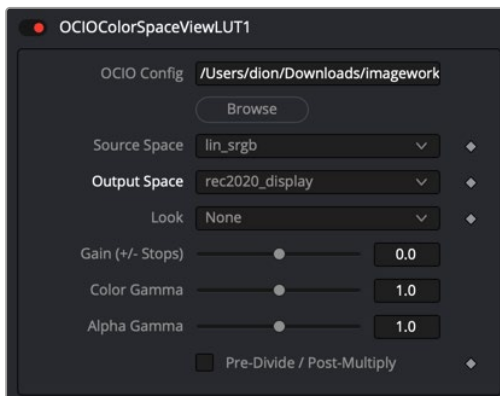 OCIOColorSpaceViewLUT1
OCIO Config /Users/dion/Downloads/imagework
Browse
Source Space lin_srgb
Output Space rec2020_display
Look None
Gain (+/- Stops) 0.0
Color Gamma 1.0
Alpha Gamma 1.0
Pre-Divide / Post-Multiply